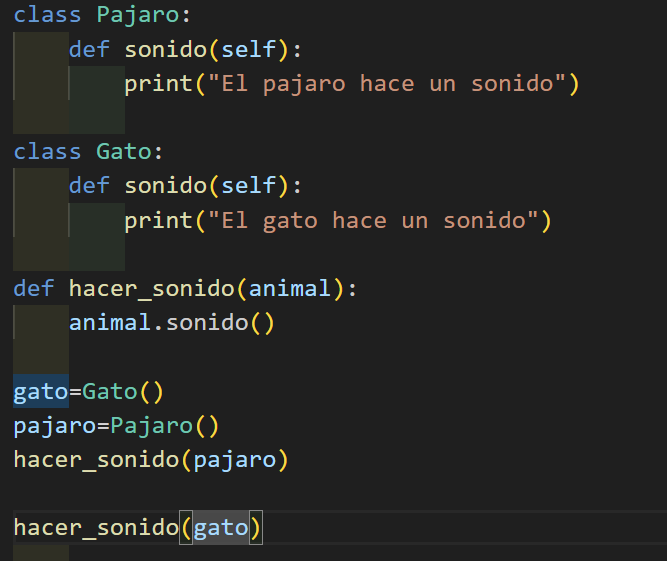 class Pajaro:
    def sonido(self):
        print("El pajaro hace un sonido")
class Gato:
    def sonido(self):
        print("El gato hace un sonido")
def hacer_sonido(animal):
    animal.sonido()
gato=Gato()
pajaro=Pajaro()
hacer_sonido(pajaro)
hacer_sonido(gato)